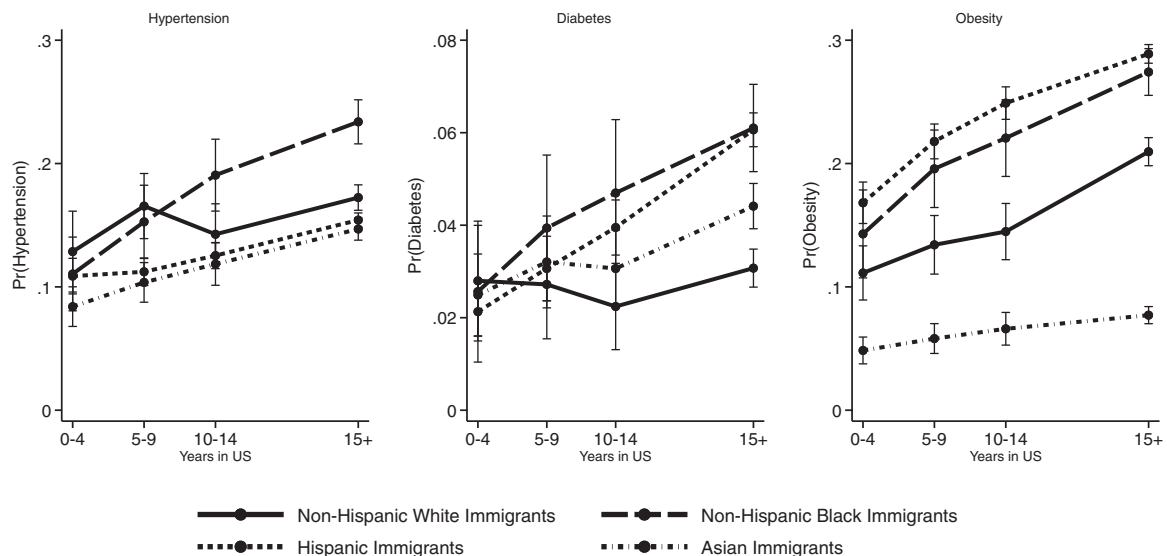 Hypertension
.3
.2
.1
0
Pr(Hypertension)
0-4 5-9 10-14 15+
Years in US
Diabetes
.08
.06
.04
.02
0
Pr(Diabetes)
0-4 5-9 10-14 15+
Years in US
Obesity
.3
.2
.1
0
Pr(Obesity)
0-4 5-9 10-14 15+
Years in US
Non-Hispanic White Immigrants Non-Hispanic Black Immigrants
Hispanic Immigrants Asian Immigrants